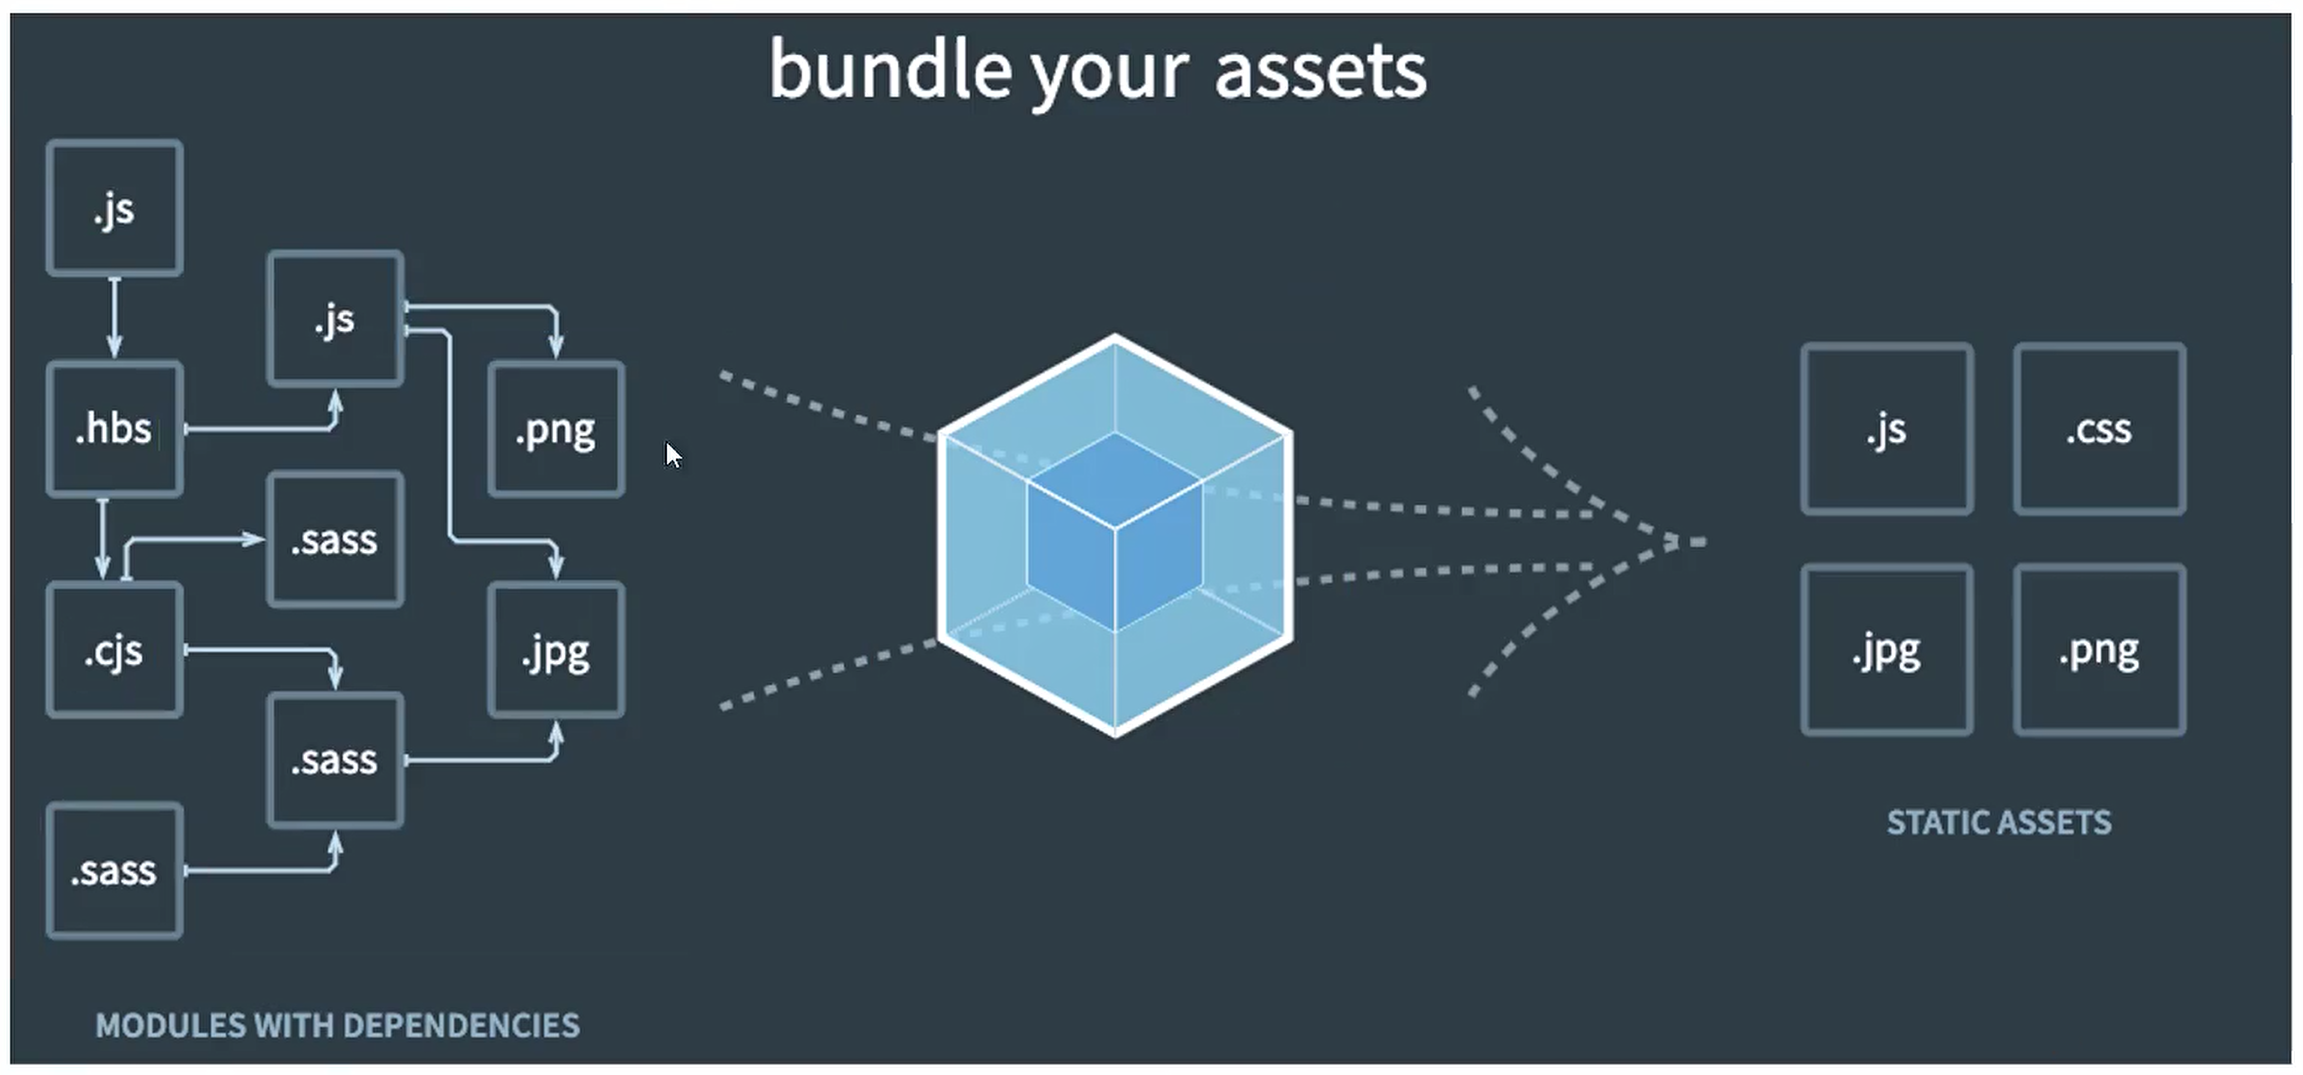 bundle your assets
.js
.js
.hbs
.png
.sass
.cjs
.jpg
.sass
.sass
MODULES WITH DEPENDENCIES
.js
.css
.jpg
.png
STATIC ASSETS